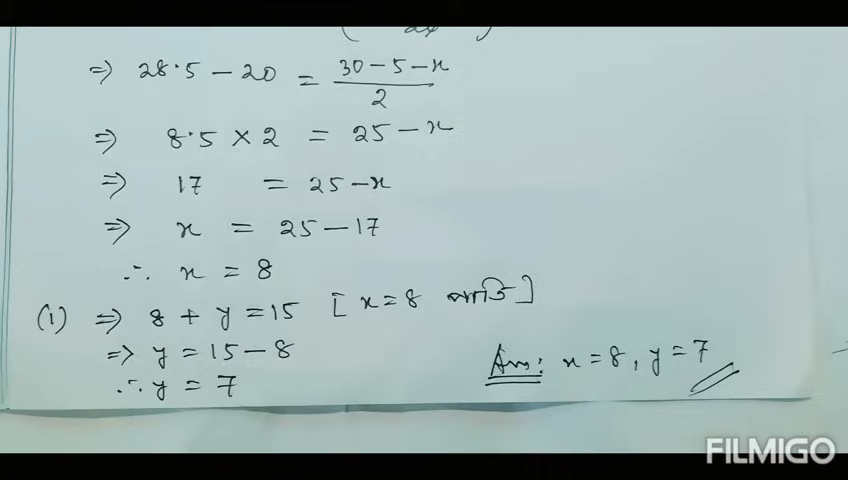 ⇒ 28·5 - 20 = (30 - 5 - x)/2
⇒ 8·5 × 2 = 25 - x
⇒ 17 = 25 - x
⇒ x = 25 - 17
∴ x = 8
(1) ⇒ 8 + y = 15 [x = 8]
⇒ y = 15 - 8
∴ y = 7
Ans: x = 8, y = 7
FILMIGO